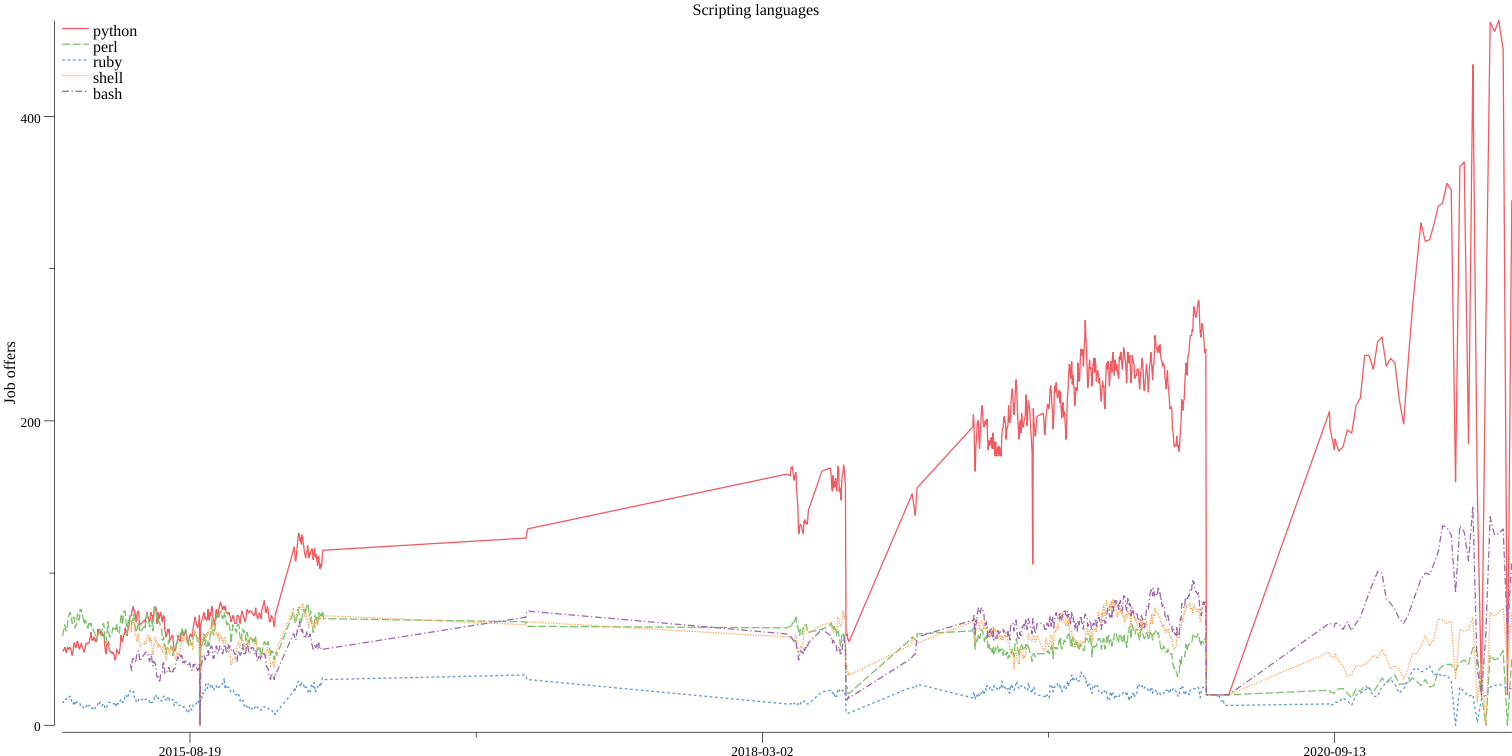 Scripting languages
python
perl
ruby
shell
bash
400
200
0
Job offers
2015-08-19
2018-03-02
2020-09-13